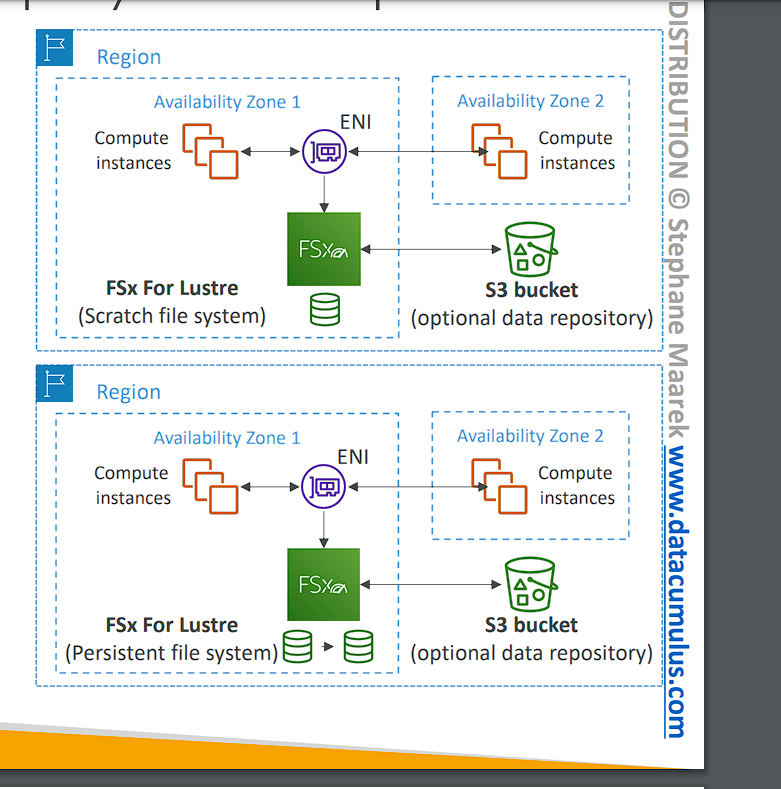 Region
Availability Zone 1
Availability Zone 2
ENI
Compute
instances
Compute
instances
FSx
FSx For Lustre
(Scratch file system)
S3 bucket
(optional data repository)
Region
Availability Zone 1
Availability Zone 2
ENI
Compute
instances
Compute
instances
FSx
FSx For Lustre
(Persistent file system)
S3 bucket
(optional data repository)
DISTRIBUTION © Stephane Maarek www.datacumulus.com